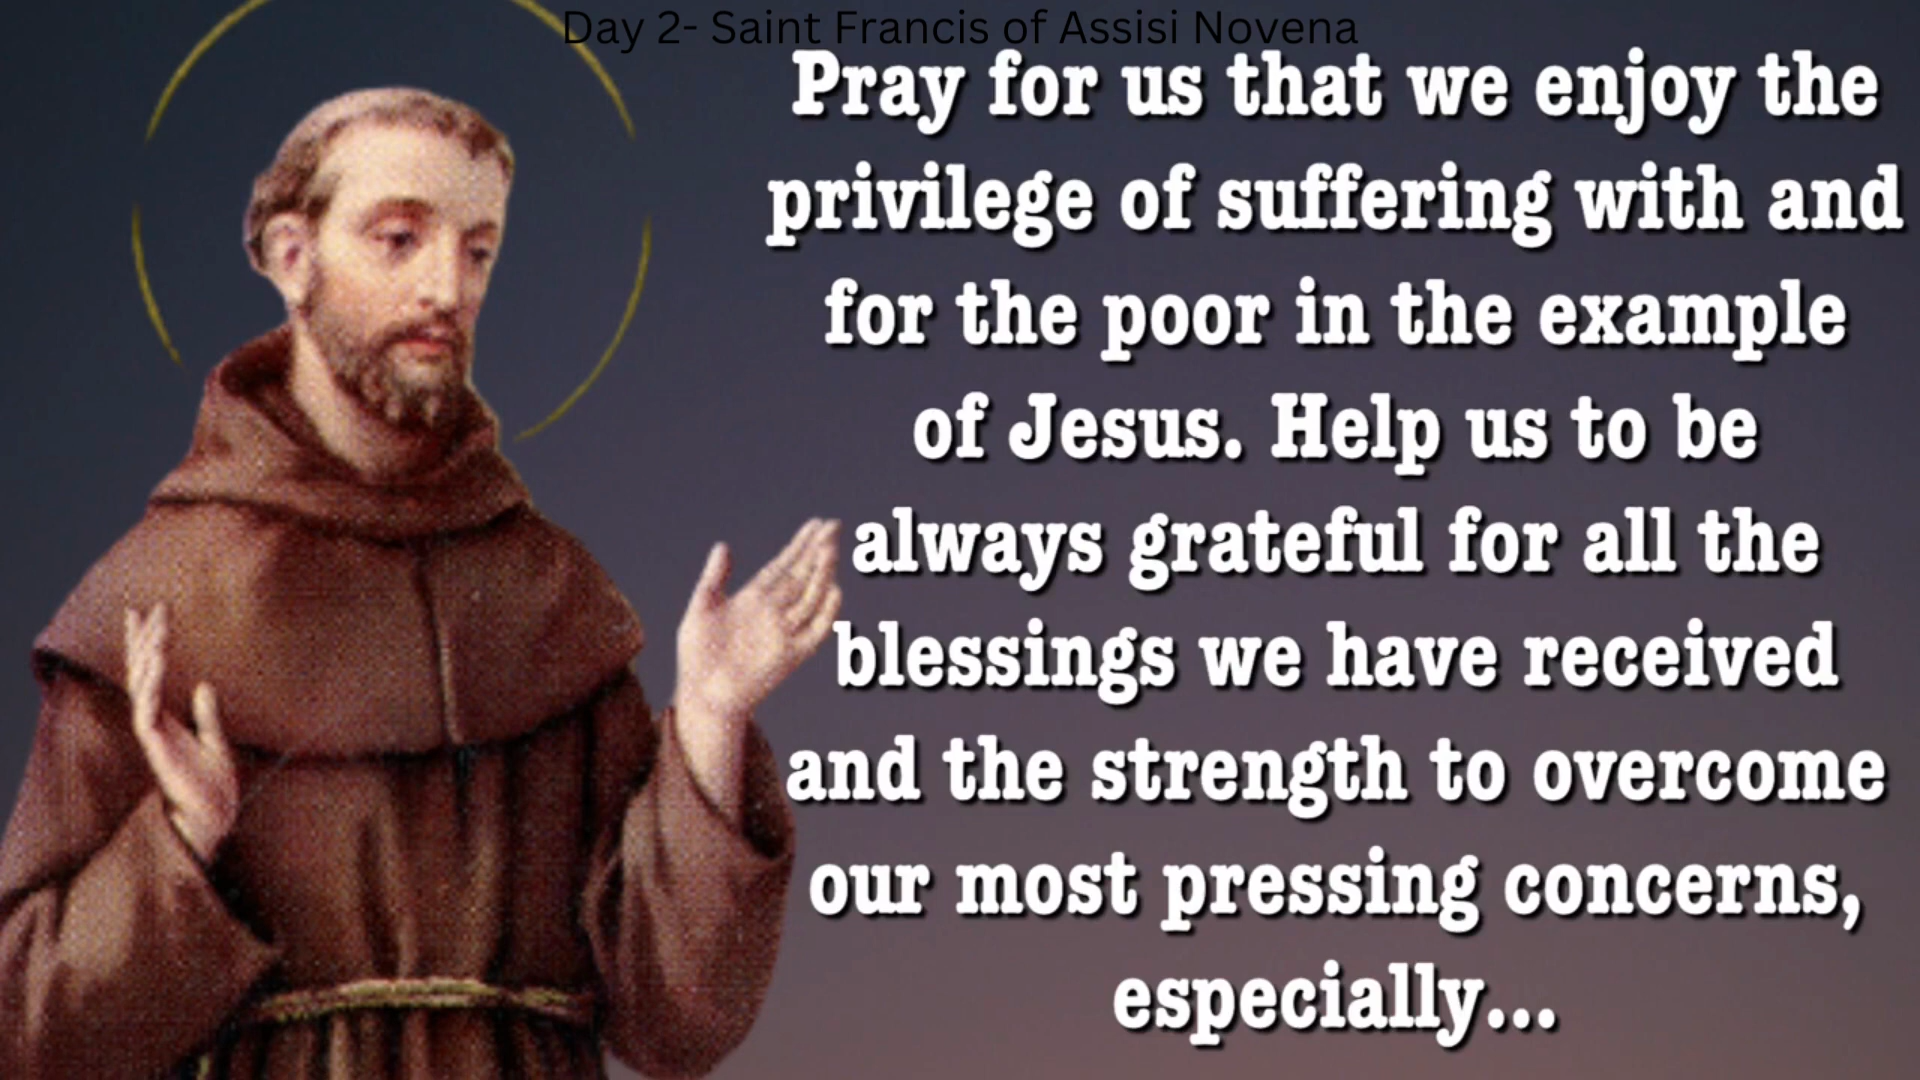 Day 2- Saint Francis of Assisi Novena
Pray for us that we enjoy the
privilege of suffering with and
for the poor in the example
of Jesus. Help us to be
always grateful for all the
blessings we have received
and the strength to overcome
our most pressing concerns,
especially...